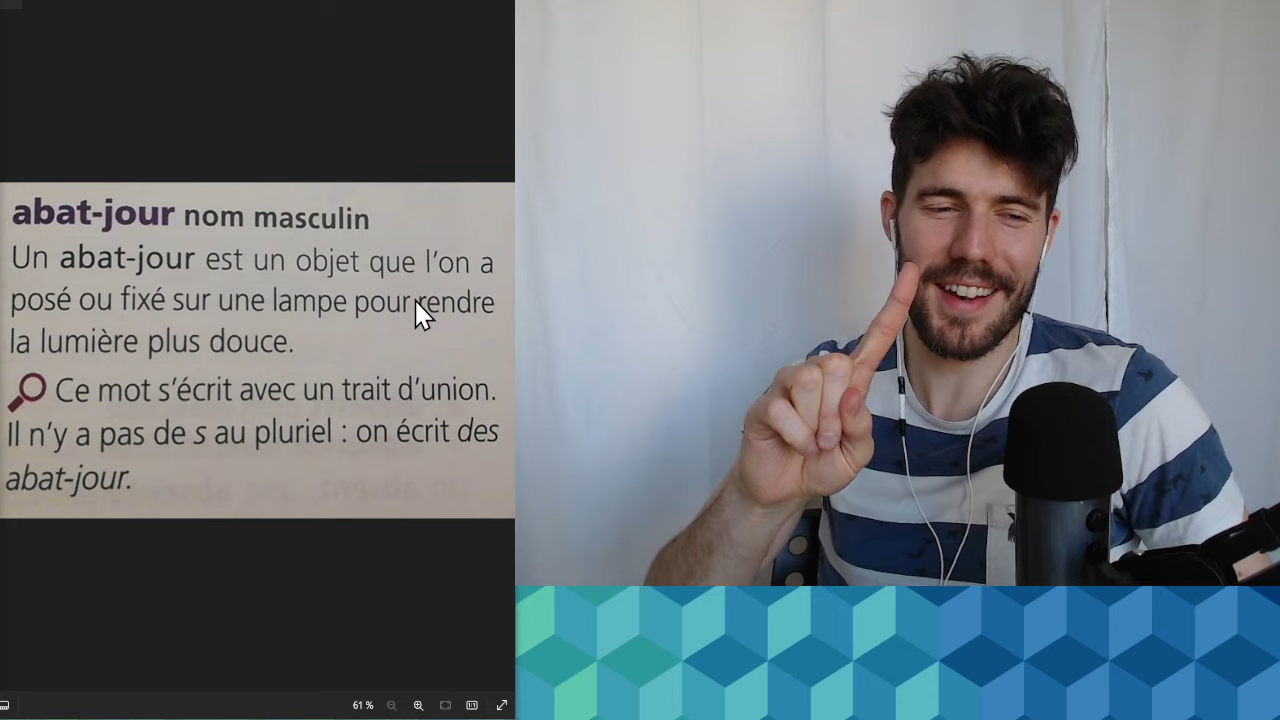 abat-jour nom masculin
Un abat-jour est un objet que l'on a
posé ou fixé sur une lampe pour rendre
la lumière plus douce.
Ce mot s'écrit avec un trait d'union.
Il n'y a pas de s au pluriel : on écrit des
abat-jour.
61 %